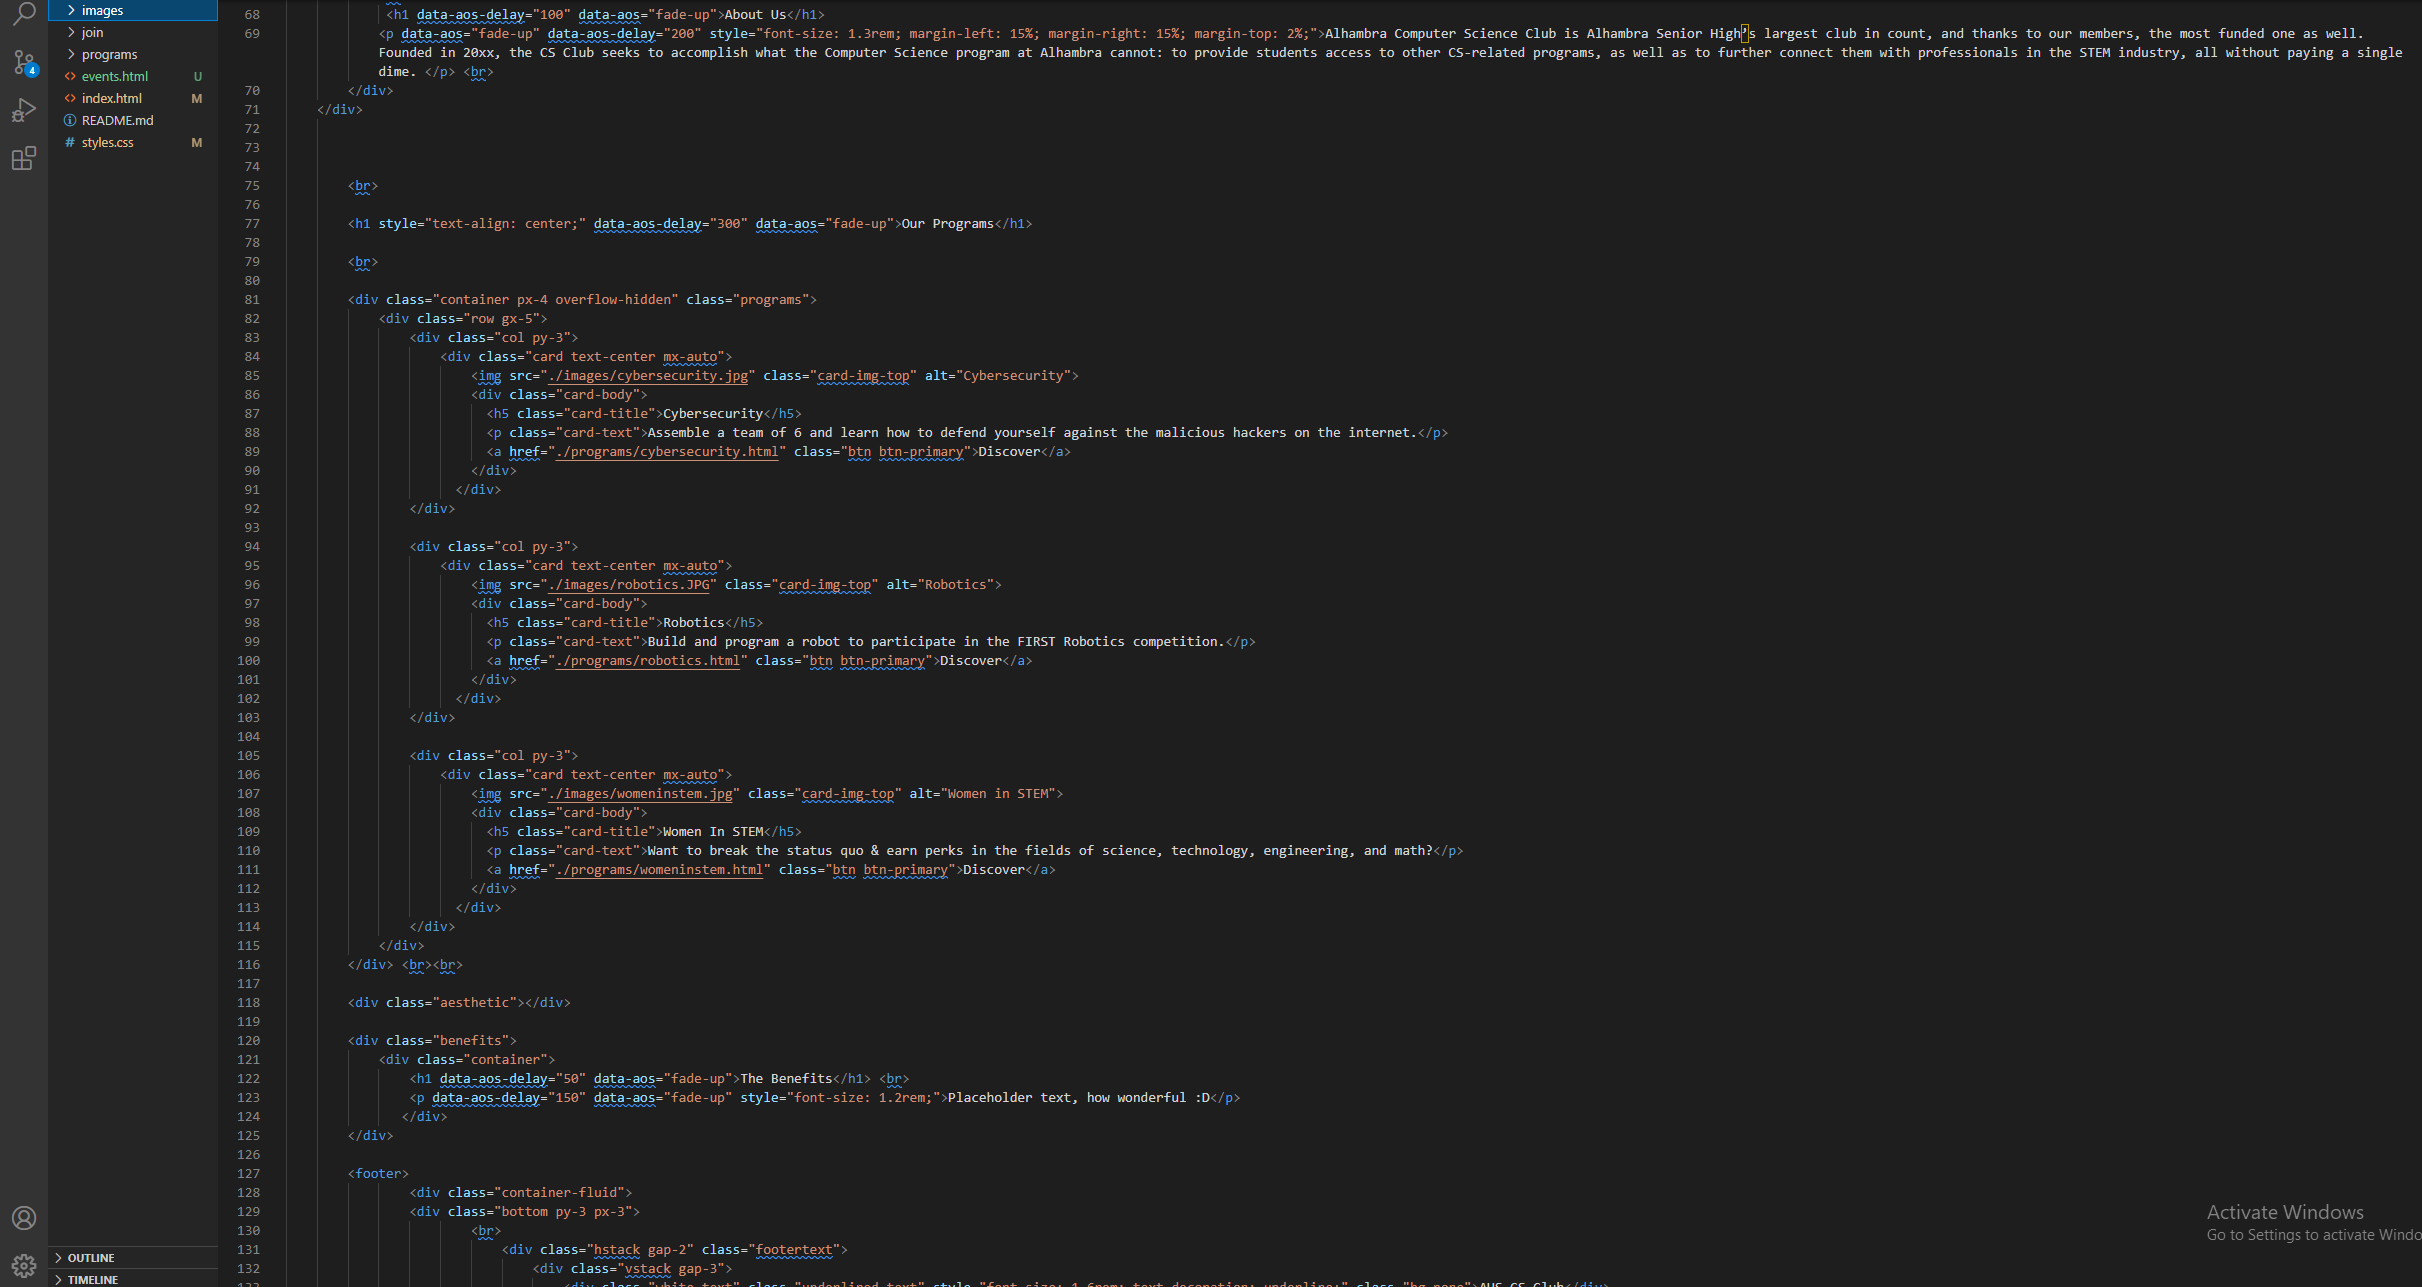 images
join
programs
events.html U
index.html M
README.md
styles.css M
4
OUTLINE
TIMELINE
68 <h1 data-aos-delay="100" data-aos="fade-up">About Us</h1>
69 <p data-aos="fade-up" data-aos-delay="200" style="font-size: 1.3rem; margin-left: 15%; margin-right: 15%; margin-top: 2%;">Alhambra Computer Science Club is Alhambra Senior High’s largest club in count, and thanks to our members, the most funded one as well.
Founded in 20xx, the CS Club seeks to accomplish what the Computer Science program at Alhambra cannot: to provide students access to other CS-related programs, as well as to further connect them with professionals in the STEM industry, all without paying a single
dime. </p> <br>
70 </div>
71 </div>
72
73
74
75 <br>
76
77 <h1 style="text-align: center;" data-aos-delay="300" data-aos="fade-up">Our Programs</h1>
78
79 <br>
80
81 <div class="container px-4 overflow-hidden" class="programs">
82 <div class="row gx-5">
83 <div class="col py-3">
84 <div class="card text-center mx-auto">
85 <img src="./images/cybersecurity.jpg" class="card-img-top" alt="Cybersecurity">
86 <div class="card-body">
87 <h5 class="card-title">Cybersecurity</h5>
88 <p class="card-text">Assemble a team of 6 and learn how to defend yourself against the malicious hackers on the internet.</p>
89 <a href="./programs/cybersecurity.html" class="btn btn-primary">Discover</a>
90 </div>
91 </div>
92 </div>
93
94 <div class="col py-3">
95 <div class="card text-center mx-auto">
96 <img src="./images/robotics.JPG" class="card-img-top" alt="Robotics">
97 <div class="card-body">
98 <h5 class="card-title">Robotics</h5>
99 <p class="card-text">Build and program a robot to participate in the FIRST Robotics competition.</p>
100 <a href="./programs/robotics.html" class="btn btn-primary">Discover</a>
101 </div>
102 </div>
103 </div>
104
105 <div class="col py-3">
106 <div class="card text-center mx-auto">
107 <img src="./images/womeninstem.jpg" class="card-img-top" alt="Women in STEM">
108 <div class="card-body">
109 <h5 class="card-title">Women In STEM</h5>
110 <p class="card-text">Want to break the status quo & earn perks in the fields of science, technology, engineering, and math?</p>
111 <a href="./programs/womeninstem.html" class="btn btn-primary">Discover</a>
112 </div>
113 </div>
114 </div>
115 </div>
116 </div> <br><br>
117
118 <div class="aesthetic"></div>
119
120 <div class="benefits">
121 <div class="container">
122 <h1 data-aos-delay="50" data-aos="fade-up">The Benefits</h1> <br>
123 <p data-aos-delay="150" data-aos="fade-up" style="font-size: 1.2rem;">Placeholder text, how wonderful :D</p>
124 </div>
125 </div>
126
127 <footer>
128 <div class="container-fluid">
129 <div class="bottom py-3 px-3">
130 <br>
131 <div class="hstack gap-2" class="footertext">
132 <div class="vstack gap-3">
Activate Windows
Go to Settings to activate Windo